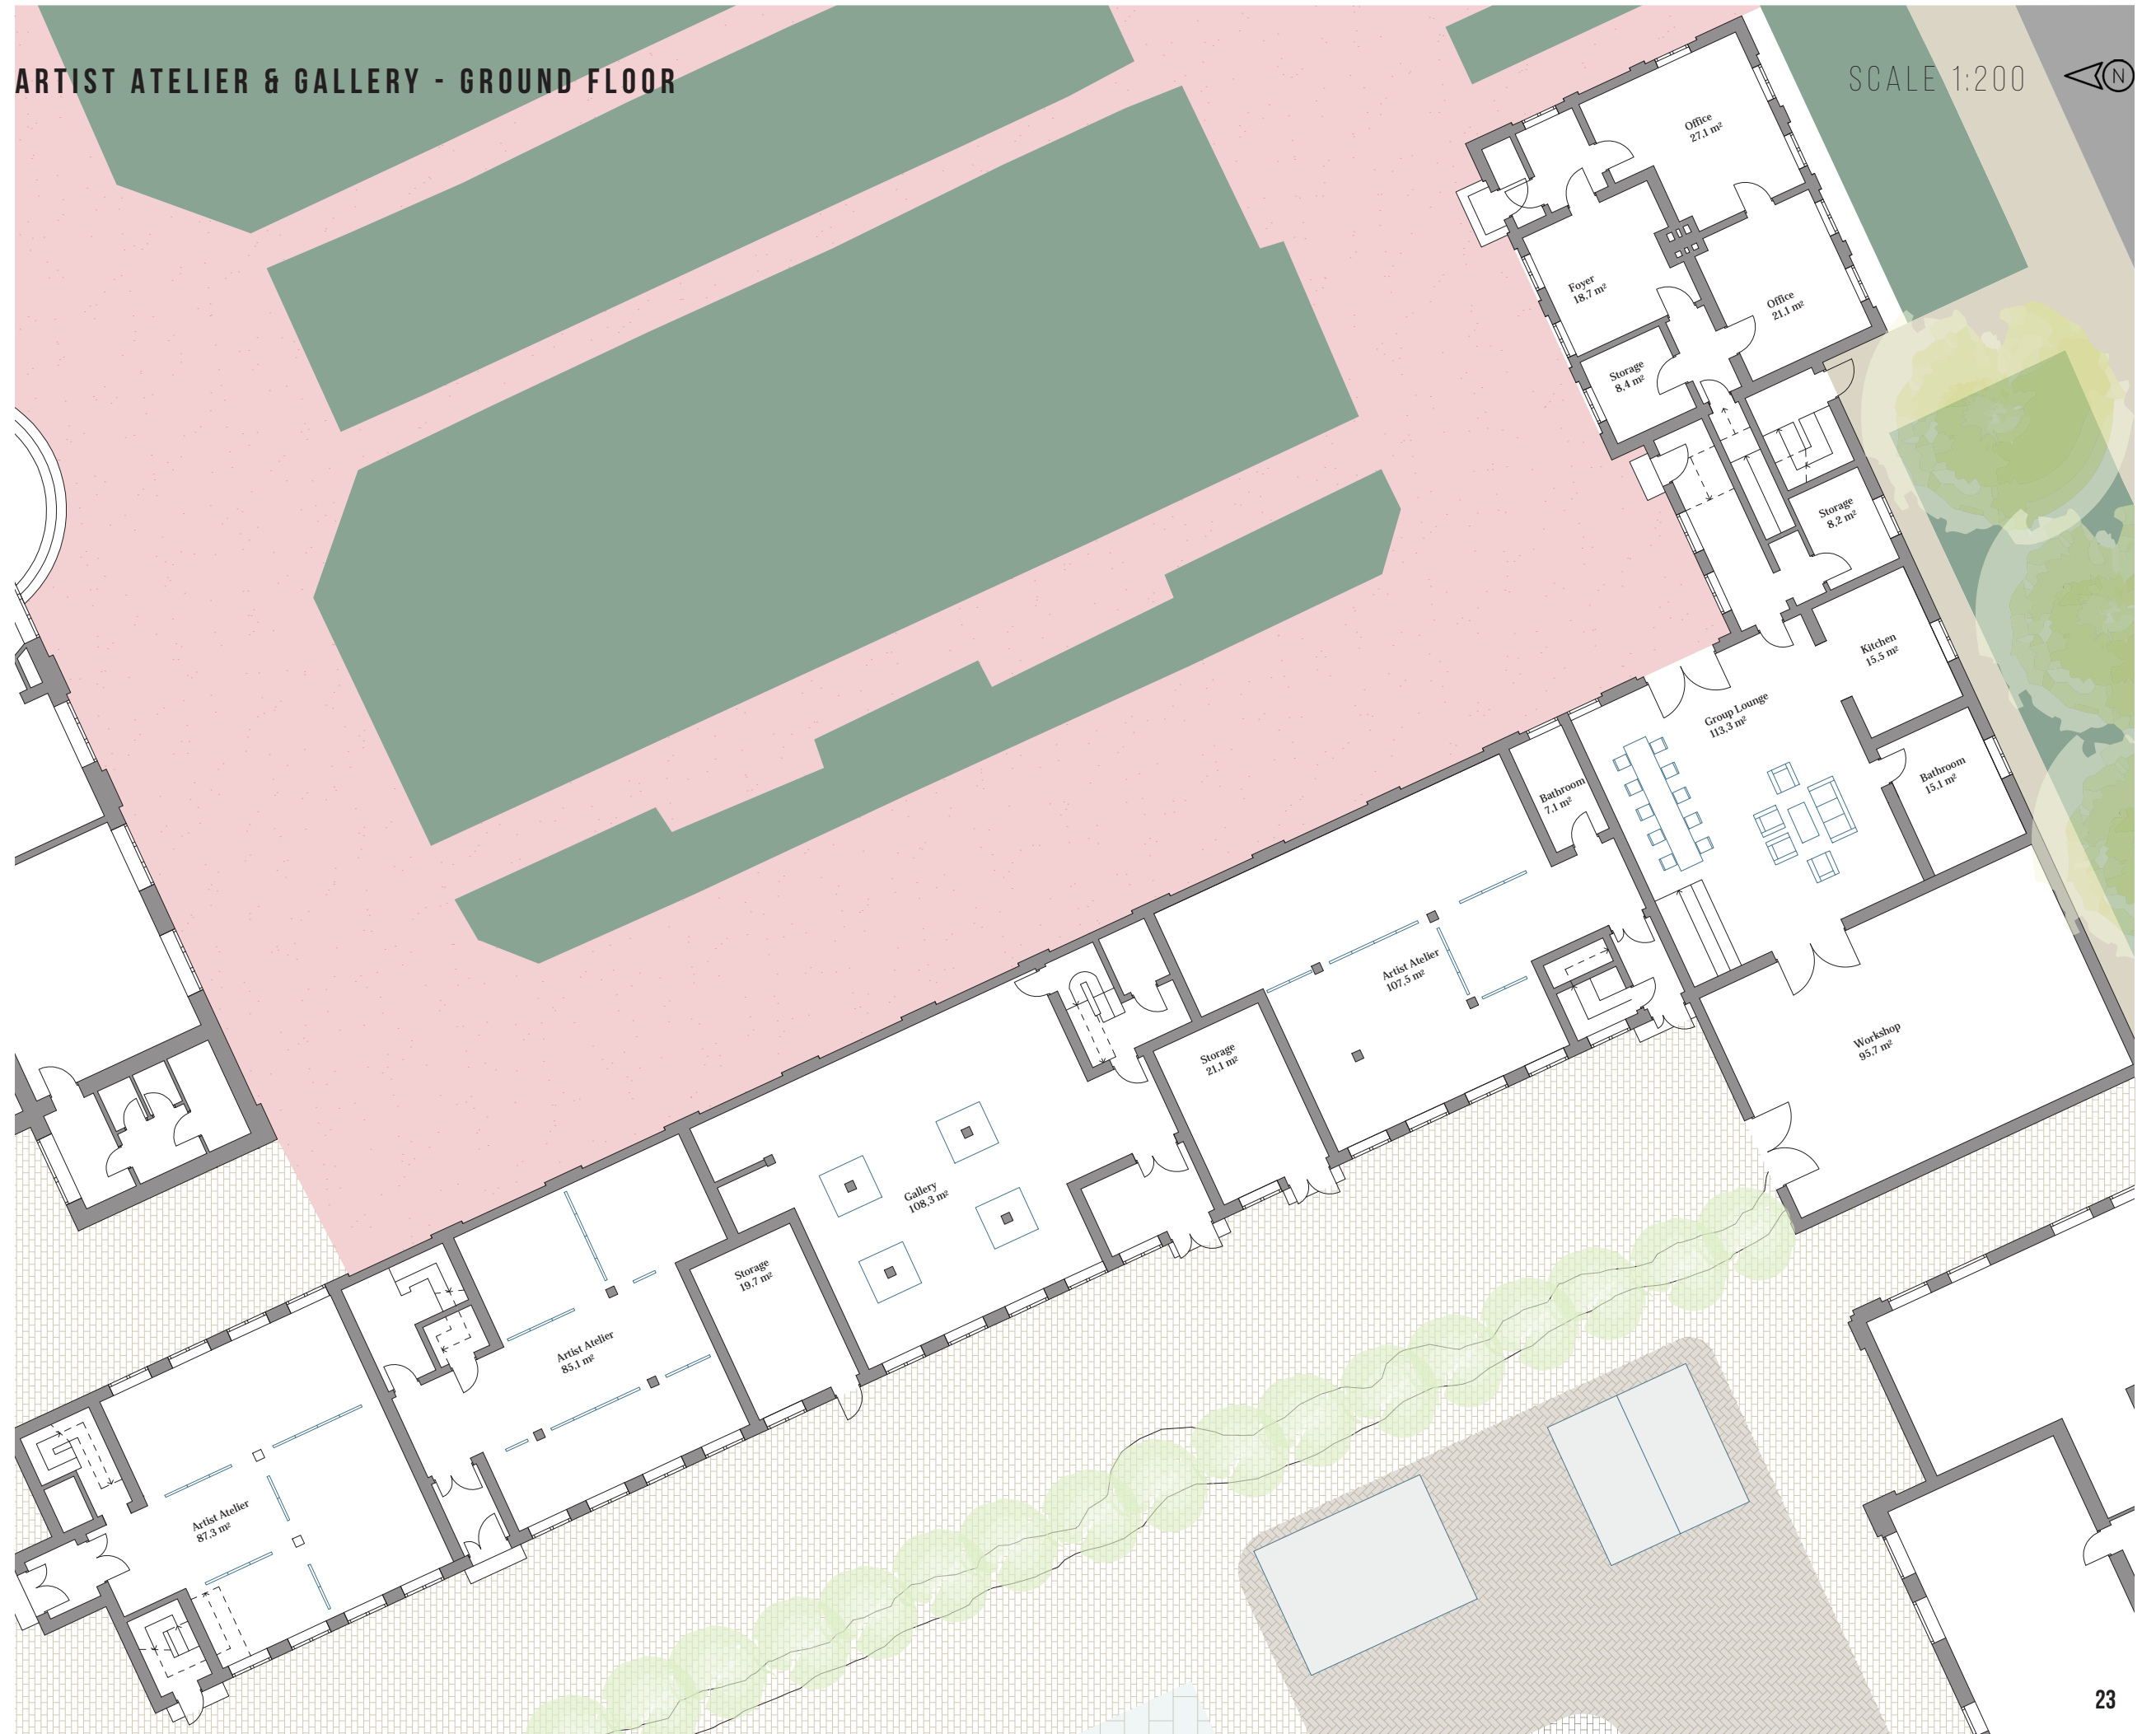 ARTIST ATELIER & GALLERY - GROUND FLOOR
SCALE 1:200
N
Office
27,1 m²
Foyer
18,7 m²
Office
21,1 m²
Storage
8,4 m²
Storage
8,2 m²
Kitchen
15,5 m²
Group Lounge
113,3 m²
Bathroom
15,1 m²
Bathroom
7,1 m²
Artist Atelier
107,5 m²
Workshop
95,7 m²
Storage
21,1 m²
Gallery
108,3 m²
Storage
19,7 m²
Artist Atelier
85,1 m²
Artist Atelier
87,3 m²
23